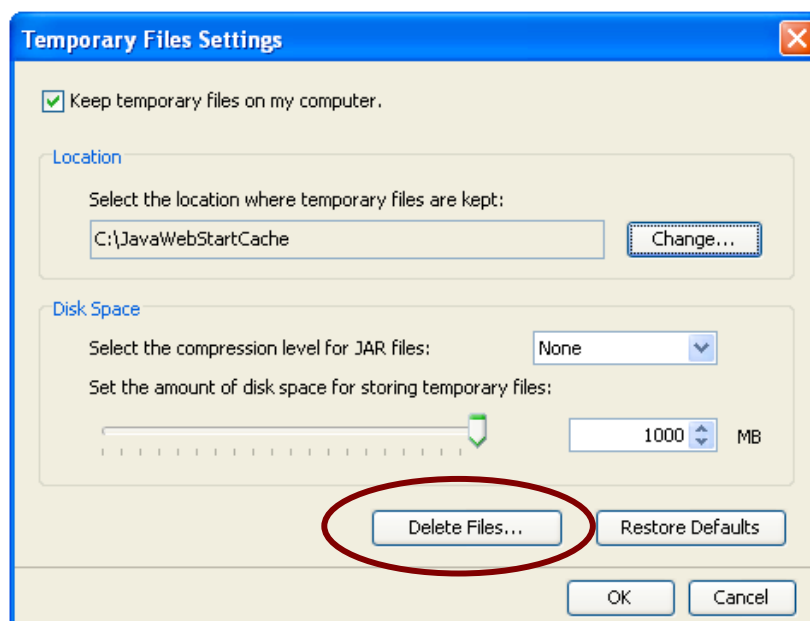 Temporary Files Settings
Keep temporary files on my computer.
Location
Select the location where temporary files are kept:
C:\JavaWebStartCache
Change...
Disk Space
Select the compression level for JAR files:
None
Set the amount of disk space for storing temporary files:
1000
MB
Delete Files...
Restore Defaults
OK
Cancel